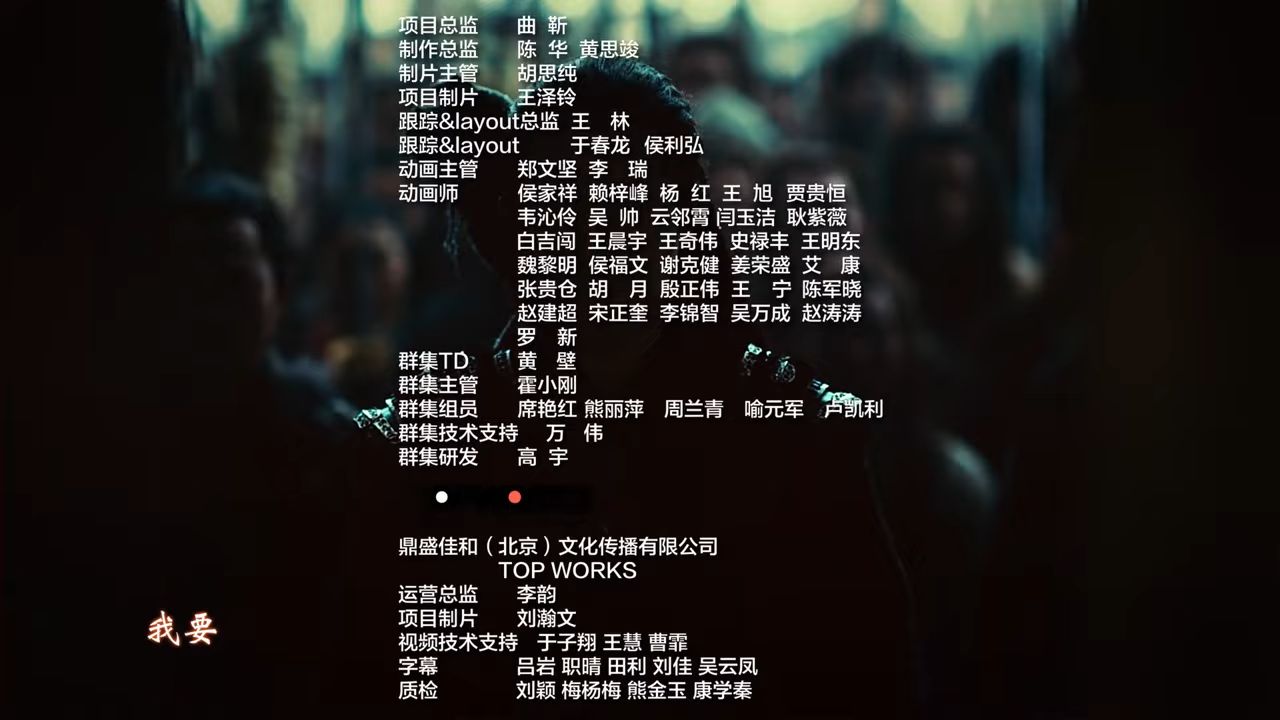 项目总监 曲 靳
制作总监 陈 华 黄思竣
制片主管 胡思纯
项目制片 王泽铃
跟踪&layout总监 王 林
跟踪&layout 于春龙 侯利弘
动画主管 郑文坚 李 瑞
动画师 侯家祥 赖梓峰 杨 红 王 旭 贾贵恒
韦沁伶 吴 帅 云邻霄 闫玉洁 耿紫薇
白吉闯 王晨宇 王奇伟 史禄丰 王明东
魏黎明 侯福文 谢克健 姜荣盛 艾 康
张贵仓 胡 月 殷正伟 王 宁 陈军晓
赵建超 宋正奎 李锦智 吴万成 赵涛涛
罗 新
群集TD 黄 壁
群集主管 霍小刚
群集组员 席艳红 熊丽萍 周兰青 喻元军 卢凯利
群集技术支持 万 伟
群集研发 高 宇
鼎盛佳和（北京）文化传播有限公司
TOP WORKS
运营总监 李韵
项目制片 刘瀚文
我要
视频技术支持 于子翔 王慧 曹霏
字幕 吕岩 职晴 田利 刘佳 吴云凤
质检 刘颖 梅杨梅 熊金玉 康学秦